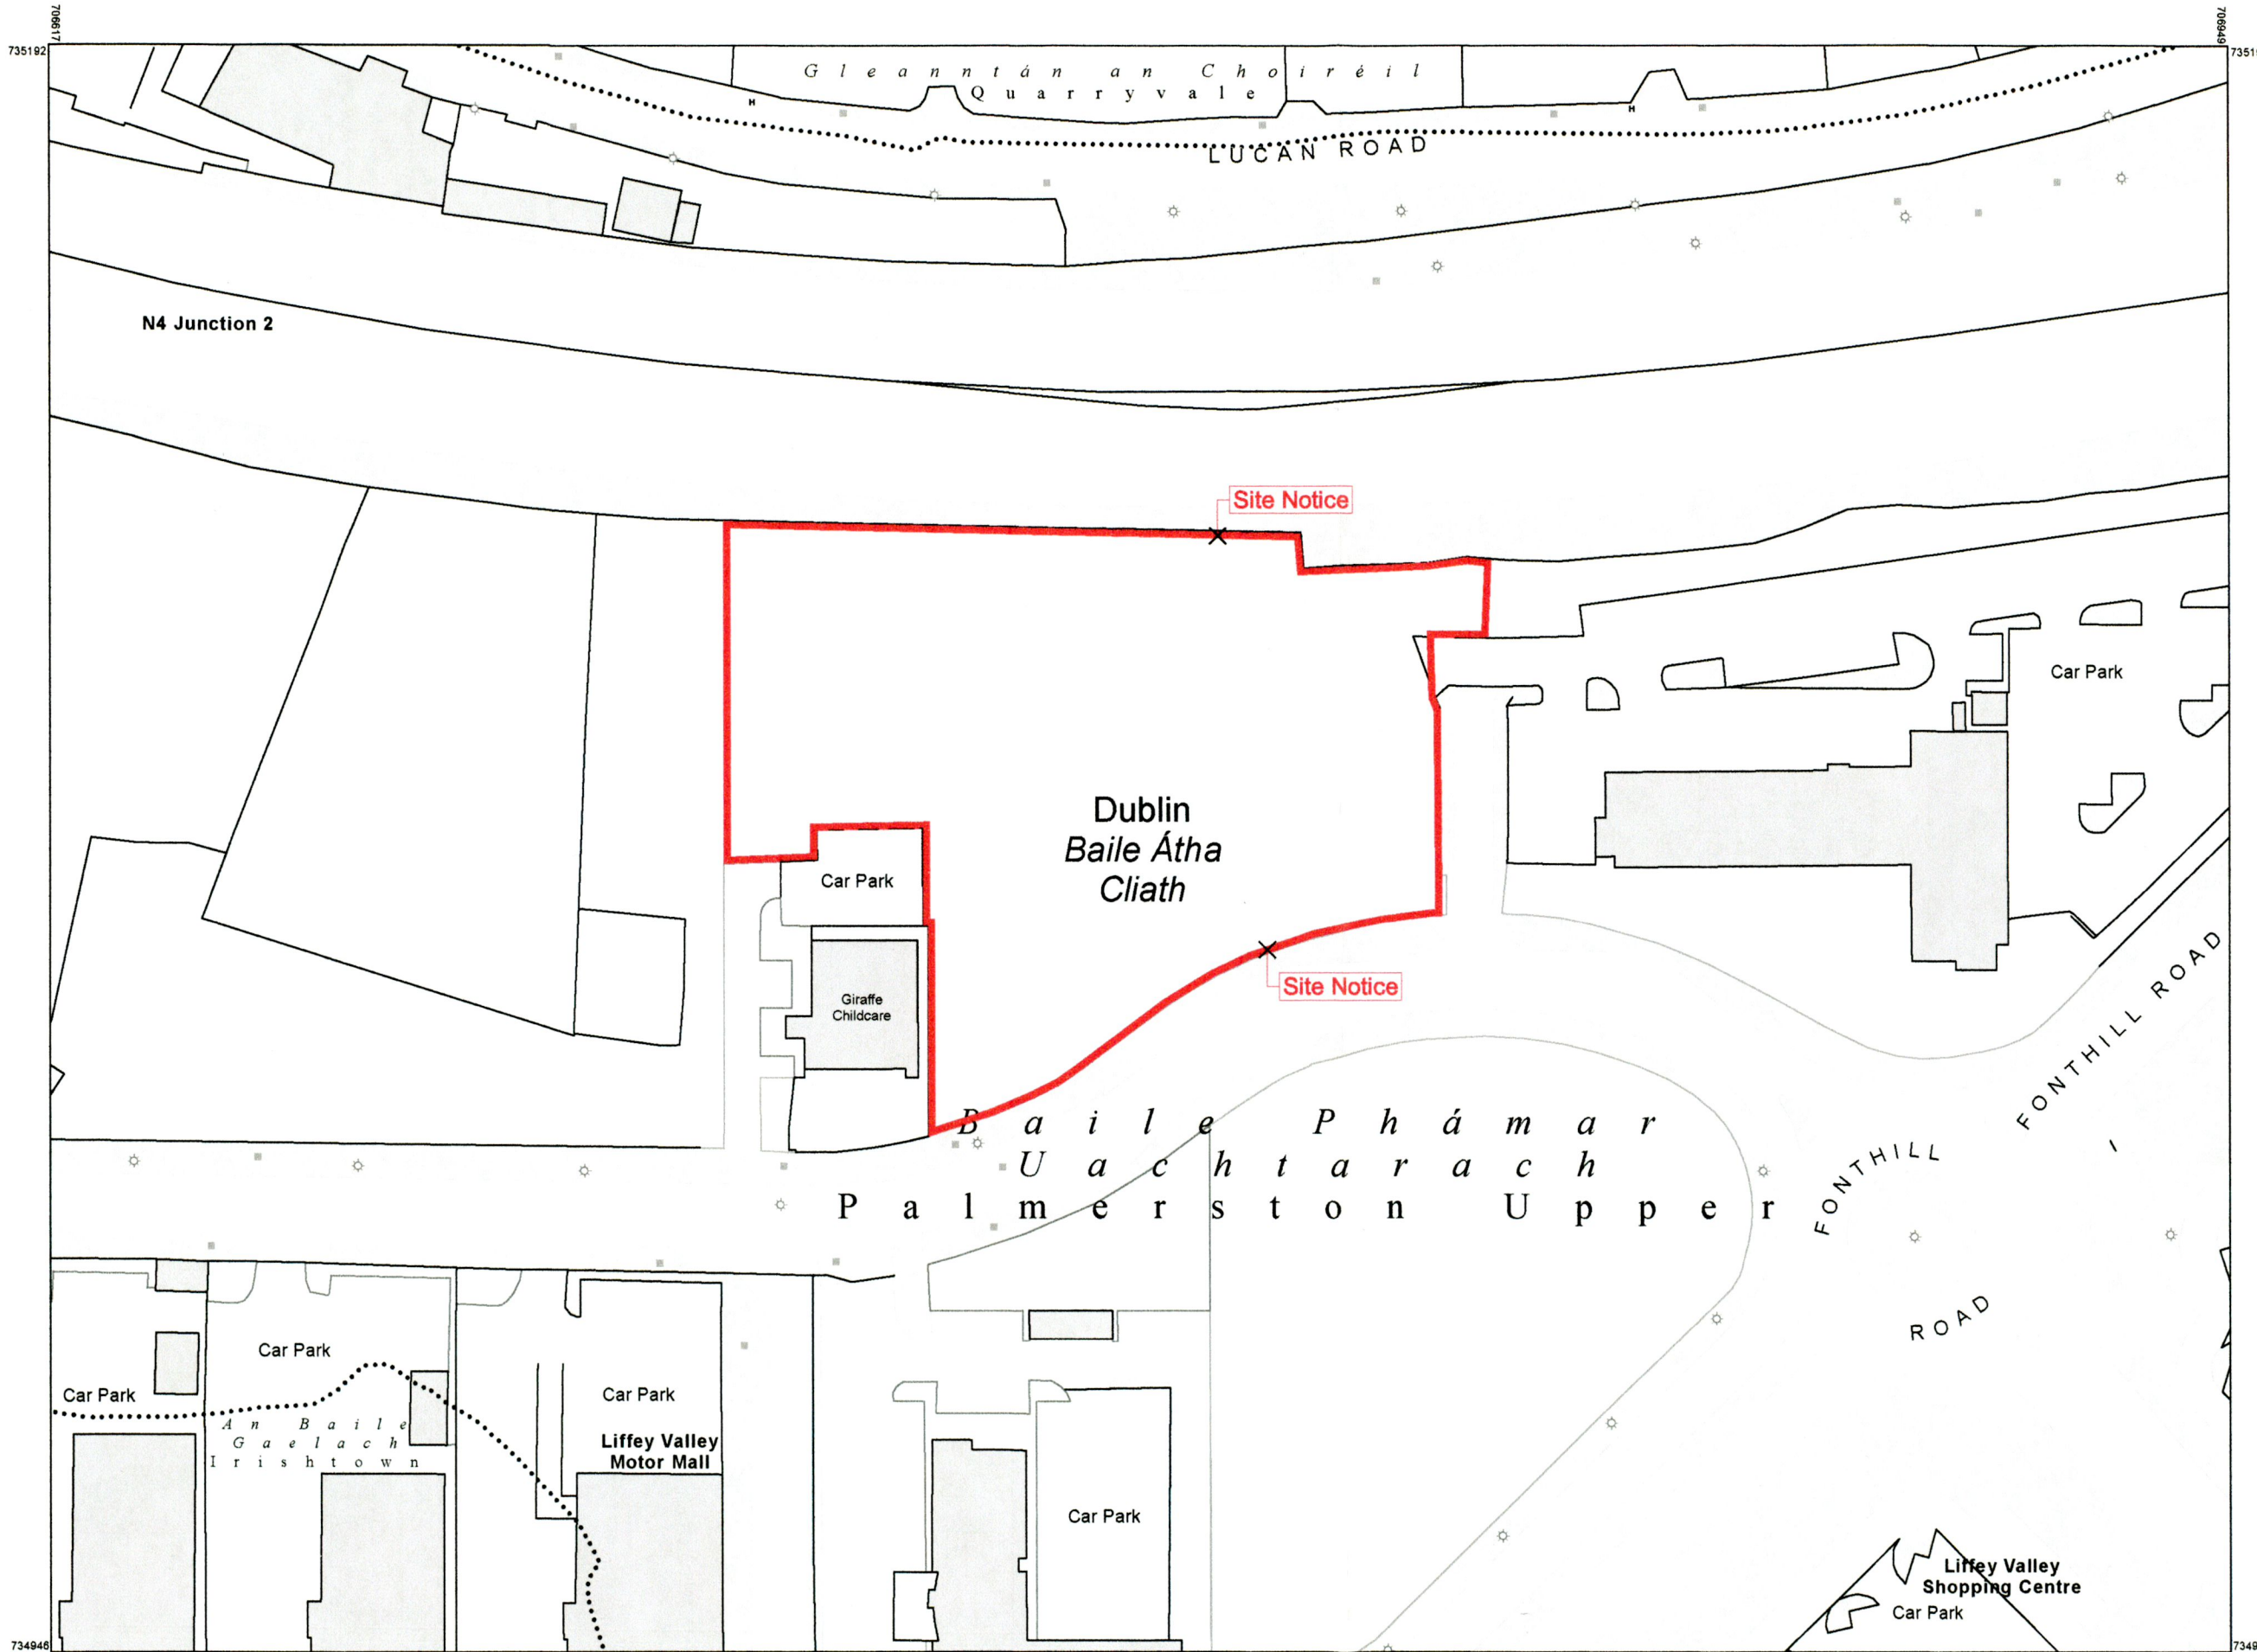 706617
706949
735192
73519
Gleanntán an Choiréil
Quarryvale
H
H
LUCAN ROAD
N4 Junction 2
Site Notice
Car Park
Dublin
Baile Átha
Cliath
Car Park
Giraffe
Childcare
Site Notice
FONTHILL ROAD
Baile Phámar
Uachtarach
Palmerston Upper
FONTHILL
ROAD
Car Park
Car Park
Car Park
An Baile
Gaelach
Irishtown
Liffey Valley
Motor Mall
Car Park
Liffey Valley
Shopping Centre
Car Park
734946
7349